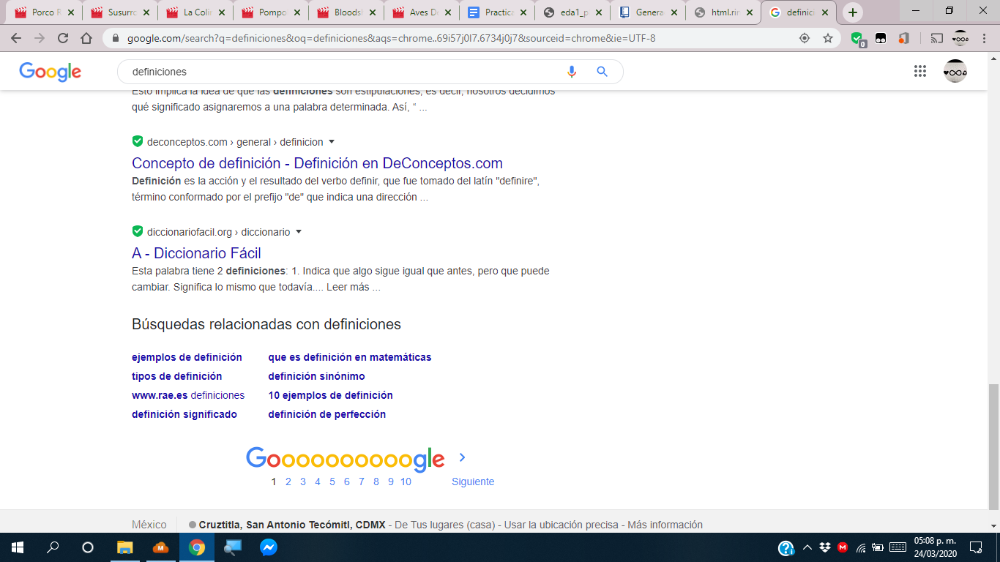 Porco R
Susurro
La Colin
Pompo
Bloodsh
Aves De
Practica
eda1_p
Genera
html.rin
definici
google.com/search?q=definiciones&oq=definiciones&aqs=chrome..69i57j0l7.6734j0j7&sourceid=chrome&ie=UTF-8
0
Google
definiciones
Esto implica la idea de que las definiciones son estipulaciones, es decir, nosotros decidimos
qué significado asignaremos a una palabra determinada. Así, “ ...
deconceptos.com › general › definicion
Concepto de definición - Definición en DeConceptos.com
Definición es la acción y el resultado del verbo definir, que fue tomado del latín "definire",
término conformado por el prefijo "de" que indica una dirección ...
diccionariofacil.org › diccionario
A - Diccionario Fácil
Esta palabra tiene 2 definiciones: 1. Indica que algo sigue igual que antes, pero que puede
cambiar. Significa lo mismo que todavía.... Leer más ...
Búsquedas relacionadas con definiciones
ejemplos de definición
que es definición en matemáticas
tipos de definición
definición sinónimo
www.rae.es definiciones
10 ejemplos de definición
definición significado
definición de perfección
Goooooooooogle
1 2 3 4 5 6 7 8 9 10
Siguiente
México
Cruztitla, San Antonio Tecómitl, CDMX - De Tus lugares (casa) - Usar la ubicación precisa - Más información
05:08 p. m.
24/03/2020